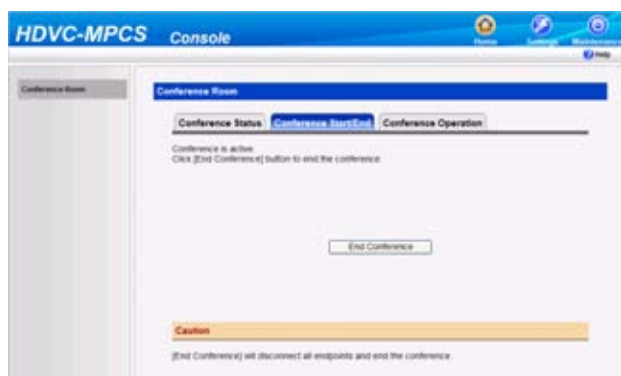 HDVC-MPCS Console
Home Settings Maintenance
Help
Conference Room
Conference Room
Conference Status Conference Start/End Conference Operation
Conference is active.
Click [End Conference] button to end the conference.
End Conference
Caution
[End Conference] will disconnect all endpoints and end the conference.